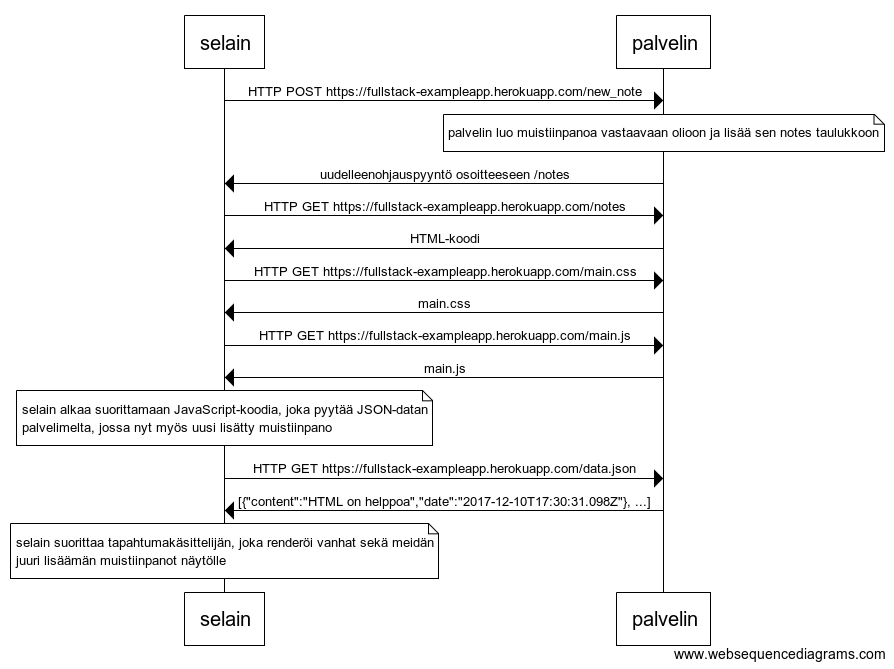 selain
palvelin
HTTP POST https://fullstack-exampleapp.herokuapp.com/new_note
palvelin luo muistiinpanoa vastaavaan olioon ja lisää sen notes taulukkoon
uudelleenohjauspyyntö osoitteeseen /notes
HTTP GET https://fullstack-exampleapp.herokuapp.com/notes
HTML-koodi
HTTP GET https://fullstack-exampleapp.herokuapp.com/main.css
main.css
HTTP GET https://fullstack-exampleapp.herokuapp.com/main.js
main.js
selain alkaa suorittamaan JavaScript-koodia, joka pyytää JSON-datan
palvelimelta, jossa nyt myös uusi lisätty muistiinpano
HTTP GET https://fullstack-exampleapp.herokuapp.com/data.json
[{"content":"HTML on helppoa","date":"2017-12-10T17:30:31.098Z"}, ...]
selain suorittaa tapahtumakäsittelijän, joka renderöi vanhat sekä meidän
juuri lisäämän muistiinpanot näytölle
selain
palvelin
www.websequencediagrams.com